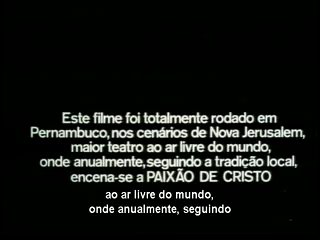 Este filme foi totalmente rodado em
Pernambuco, nos cenários de Nova Jerusalem,
maior teatro ao ar livre do mundo,
onde anualmente, seguindo a tradição local,
encena-se a PAIXÃO DE CRISTO
ao ar livre do mundo,
onde anualmente, seguindo